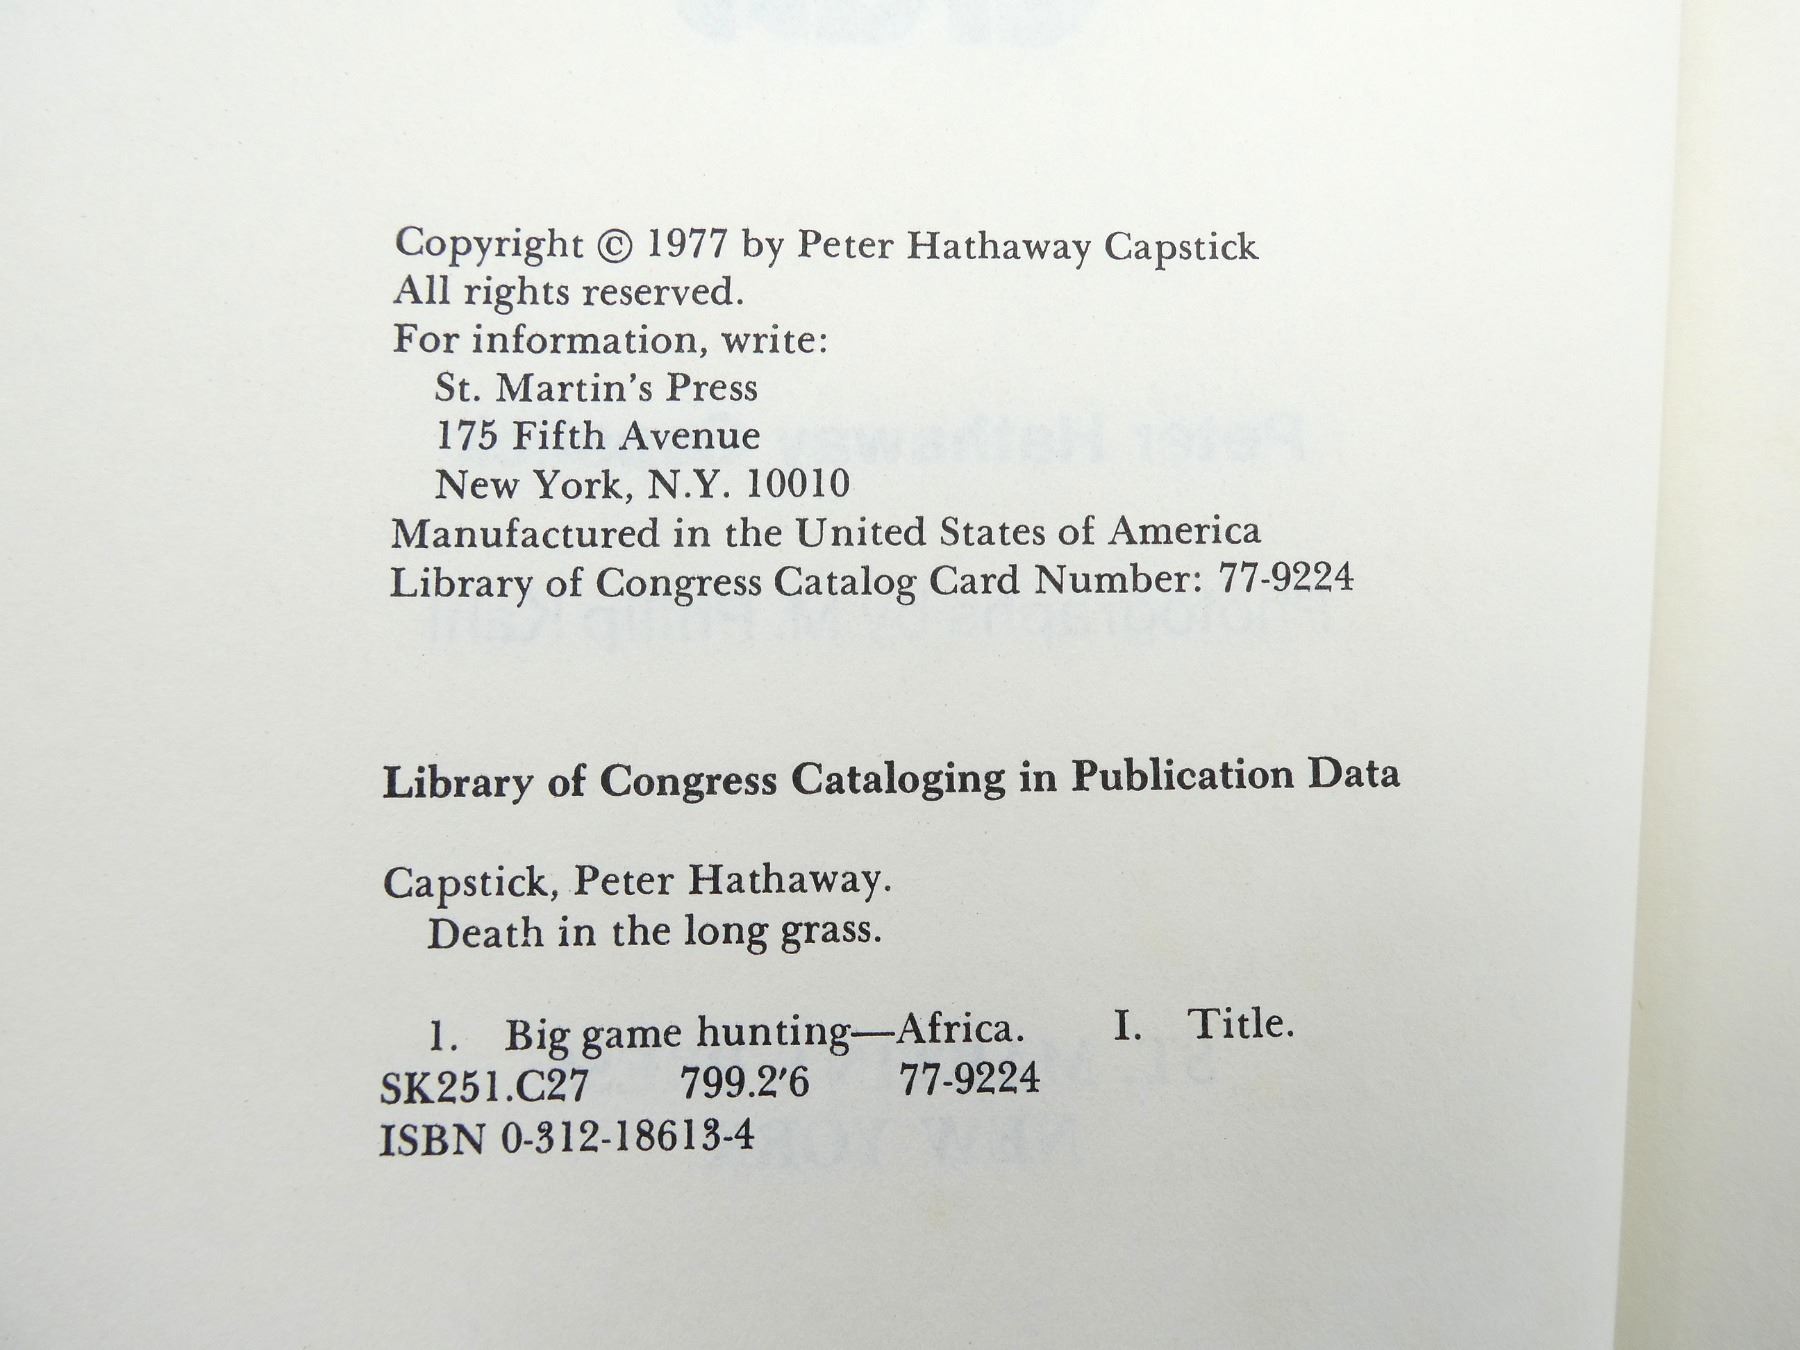 Copyright © 1977 by Peter Hathaway Capstick
All rights reserved.
For information, write:
St. Martin's Press
175 Fifth Avenue
New York, N.Y. 10010
Manufactured in the United States of America
Library of Congress Catalog Card Number: 77-9224
Library of Congress Cataloging in Publication Data
Capstick, Peter Hathaway.
Death in the long grass.
1. Big game hunting—Africa. I. Title.
SK251.C27 799.2'6 77-9224
ISBN 0-312-18613-4